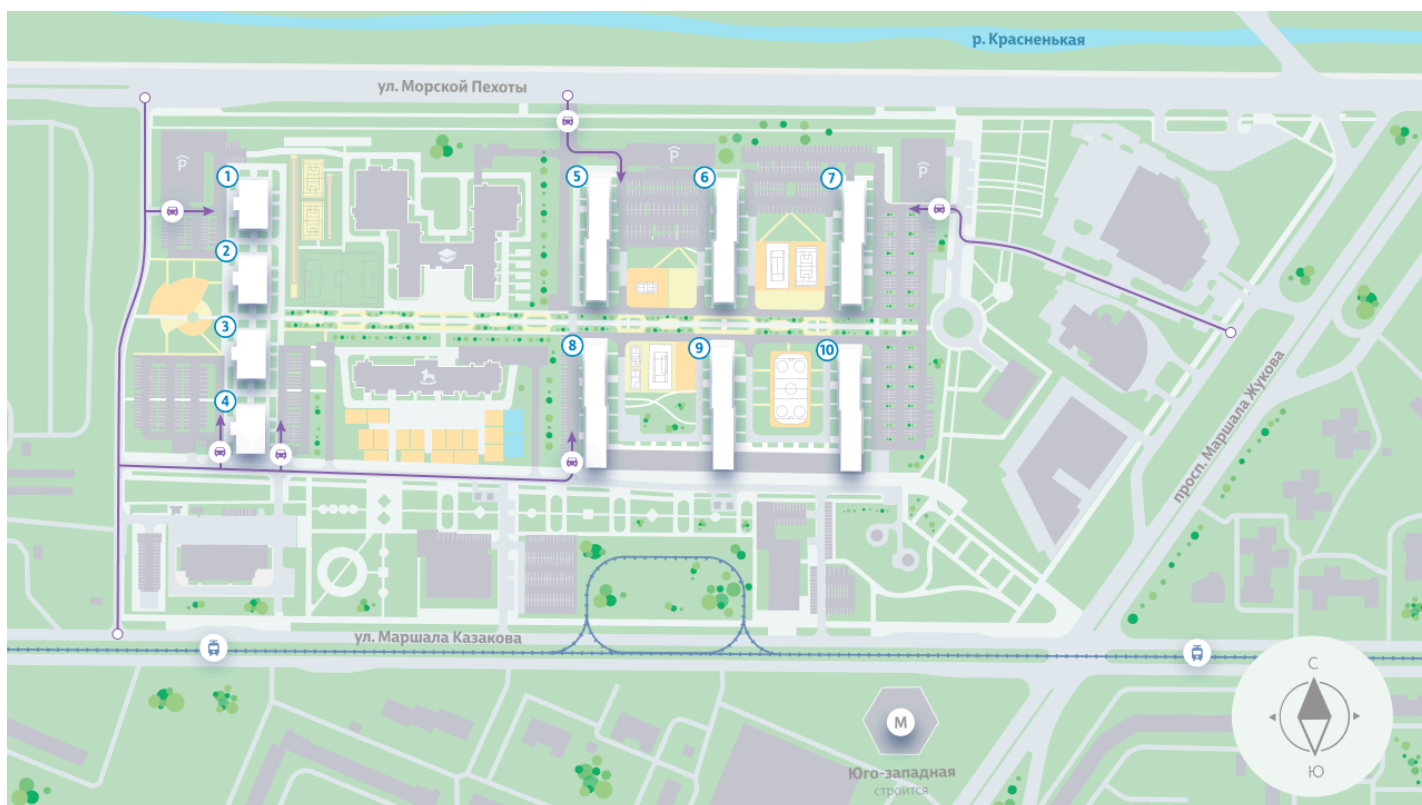 р. Красненькая
ул. Морской Пехоты
P
P
P
1
5
6
7
2
3
8
9
10
4
просп. Маршала Жукова
ул. Маршала Казакова
С
М
Юго-западная
строится
Ю